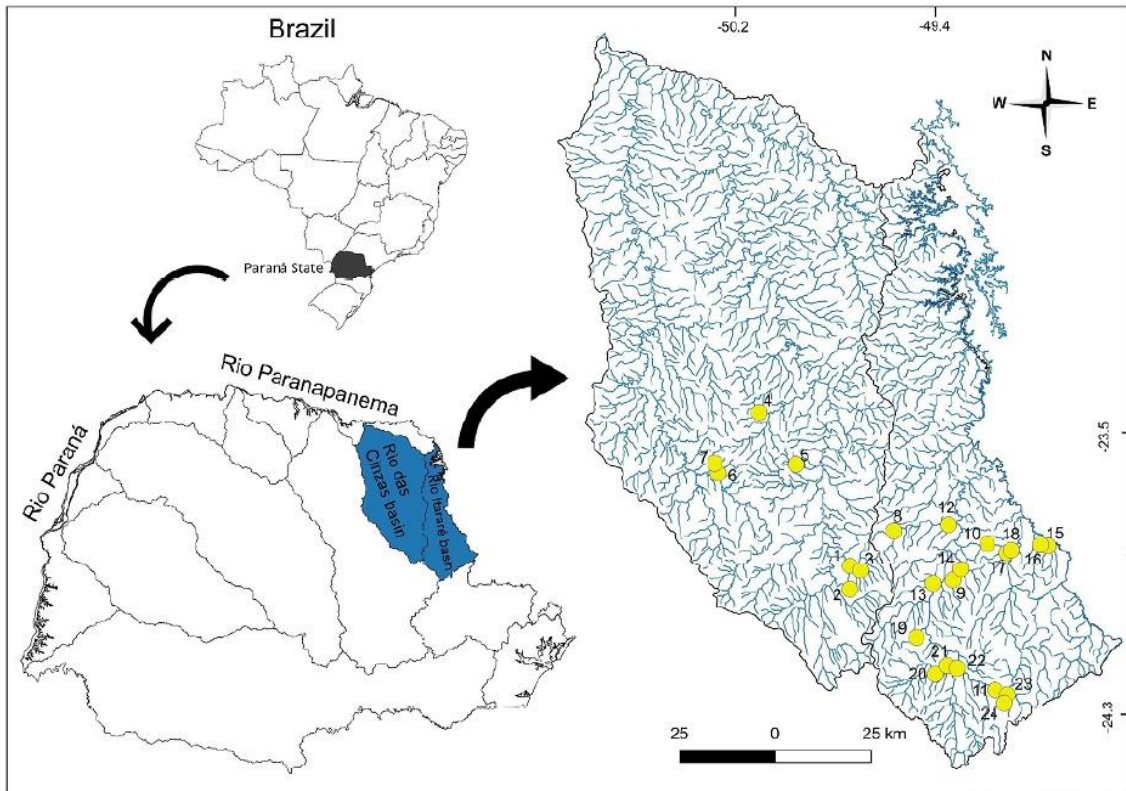 Brazil
Paraná State
Rio Paranapanema
Rio Paraná
Rio das
Cinzas basin
Rio Itararé basin
-50.2
-49.4
N
W
E
S
-23.5
-24.3
4
7
6
5
8
12
10
18
15
17
16
1
3
2
14
13
9
19
21
22
20
11
23
24
25
0
25 km